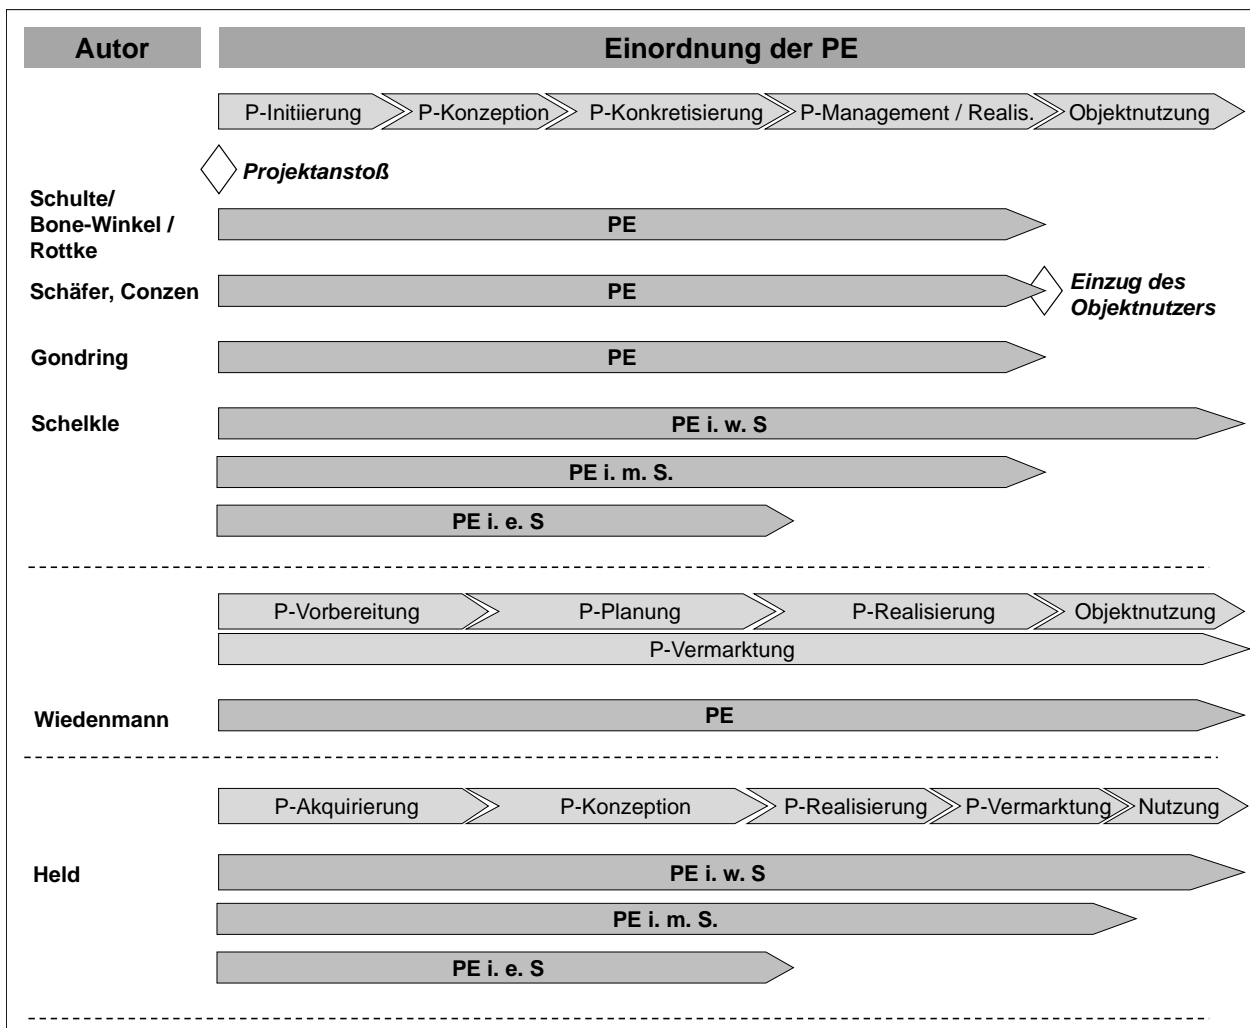 Autor
Einordnung der PE
P-Initiierung
P-Konzeption
P-Konkretisierung
P-Management / Realis.
Objektnutzung
Projektanstoß
Schulte/
Bone-Winkel /
Rottke
PE
Schäfer, Conzen
PE
Einzug des
Objektnutzers
Gondring
PE
Schelkle
PE i. w. S
PE i. m. S.
PE i. e. S
P-Vorbereitung
P-Planung
P-Realisierung
Objektnutzung
P-Vermarktung
Wiedenmann
PE
P-Akquirierung
P-Konzeption
P-Realisierung
P-Vermarktung
Nutzung
Held
PE i. w. S
PE i. m. S.
PE i. e. S